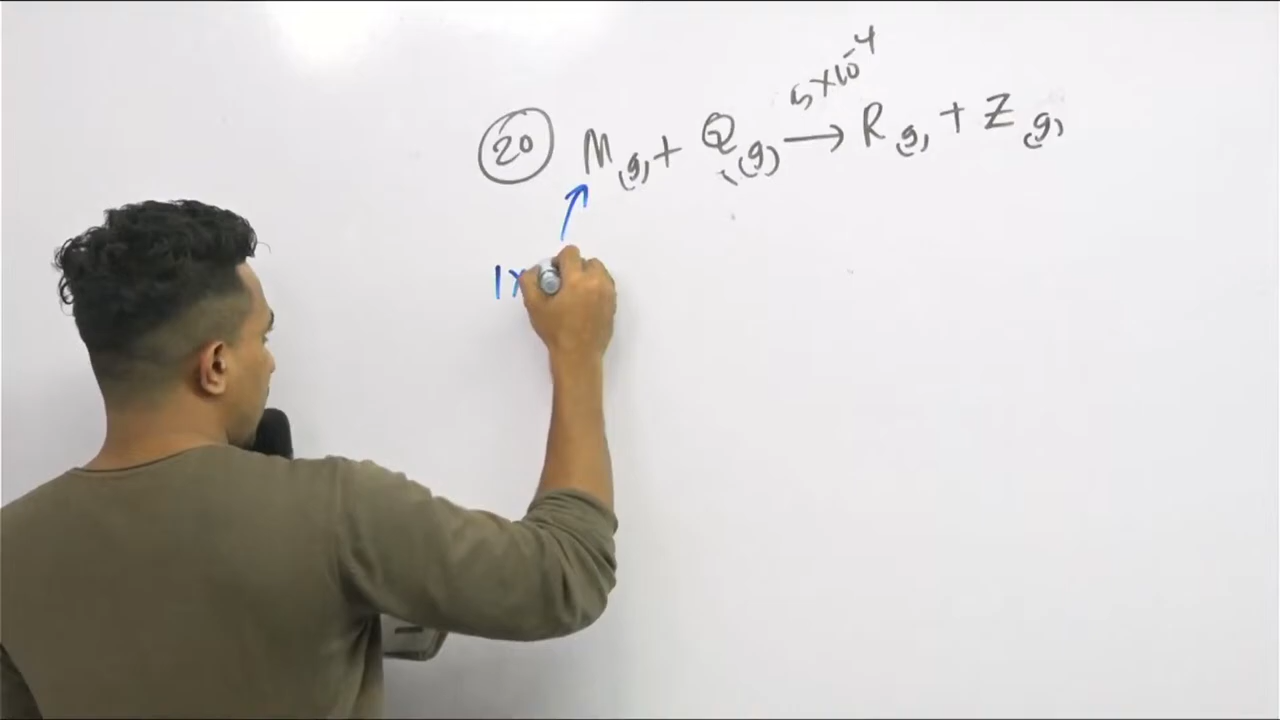 20 M(g) + Q(g) ⟶ R(g) + Z(g)
5×10⁻⁴
1×